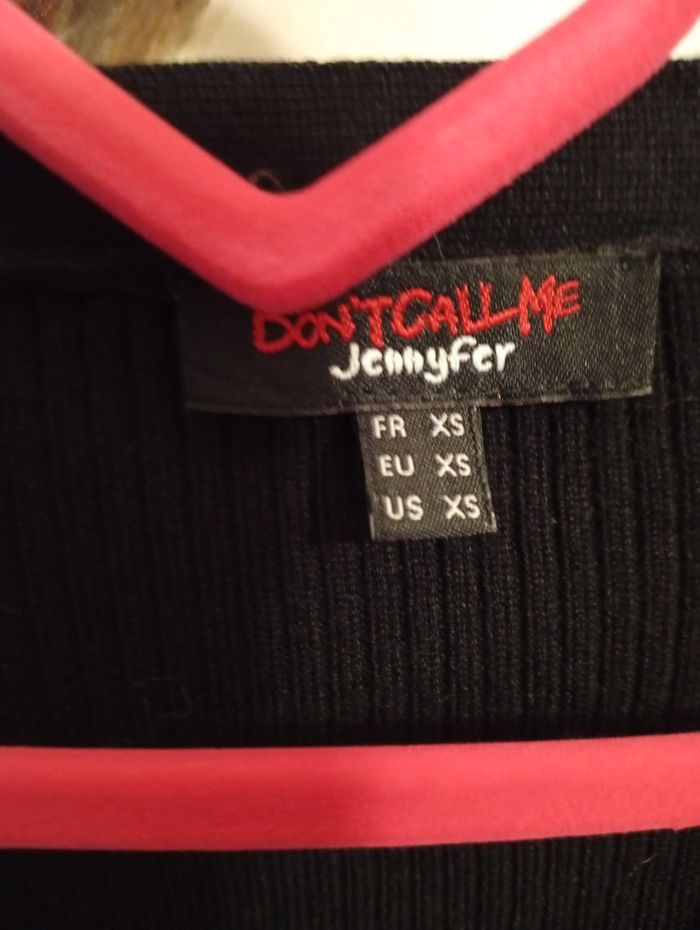 DON'T CALL ME
Jennyfer
FR XS
EU XS
US XS